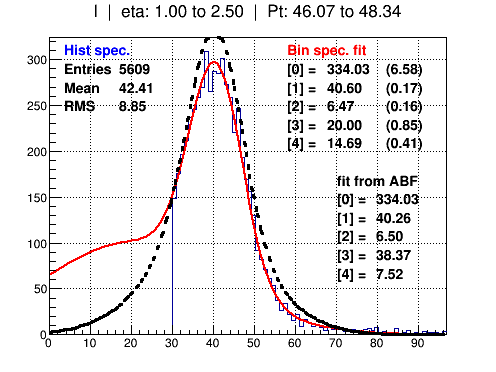 I | eta: 1.00 to 2.50 | Pt: 46.07 to 48.34
Hist spec.
Entries 5609
Mean 42.41
RMS 8.85
Bin spec. fit
[0] = 334.03 (6.58)
[1] = 40.60 (0.17)
[2] = 6.47 (0.16)
[3] = 20.00 (0.85)
[4] = 14.69 (0.41)
fit from ABF
[0] = 334.03
[1] = 40.26
[2] = 6.50
[3] = 38.37
[4] = 7.52
300
250
200
150
100
50
0
0 10 20 30 40 50 60 70 80 90